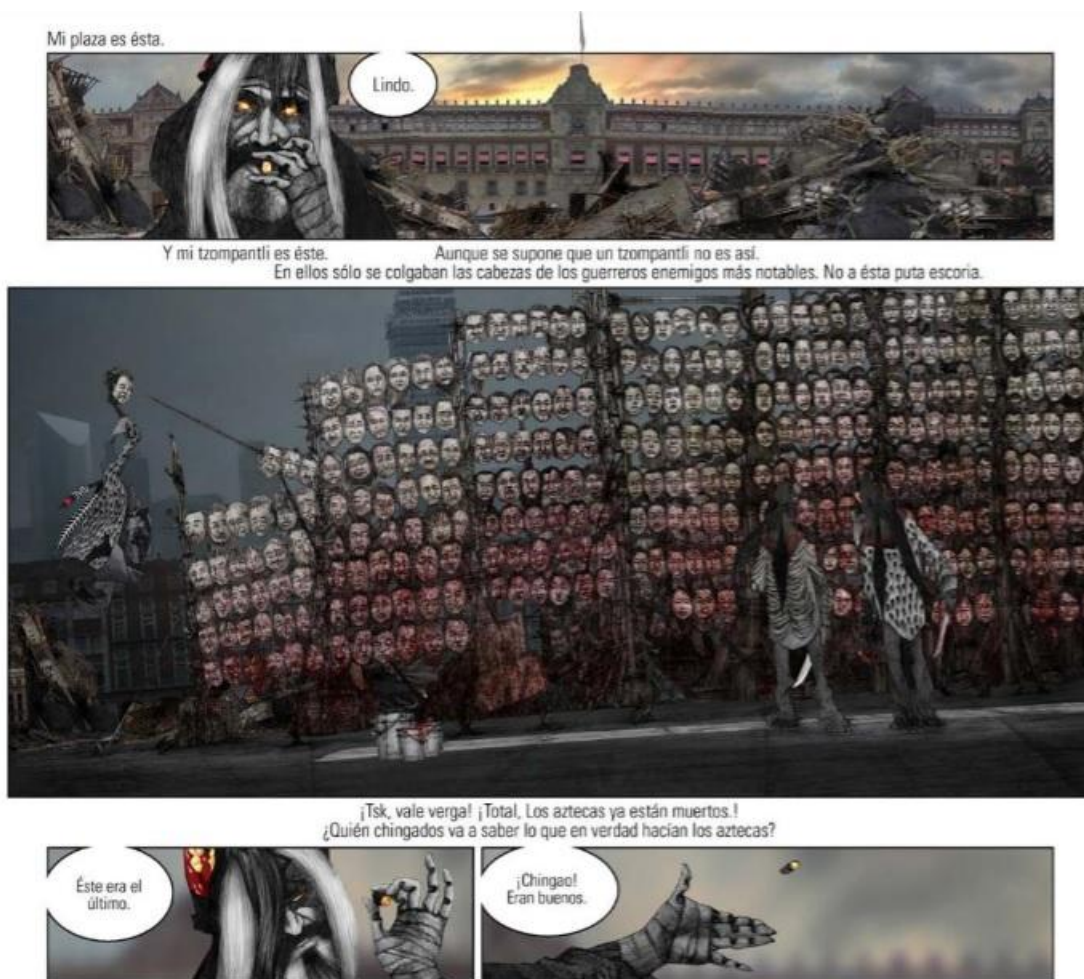 Mi plaza es ésta.
Lindo.
Y mi tzompantli es éste.
Aunque se supone que un tzompantli no es así.
En ellos sólo se colgaban las cabezas de los guerreros enemigos más notables. No a ésta puta escoria.
¡Tsk, vale verga! ¡Total, Los aztecas ya están muertos.!
¿Quién chingados va a saber lo que en verdad hacían los aztecas?
Éste era el
último.
¡Chingao!
Eran buenos.